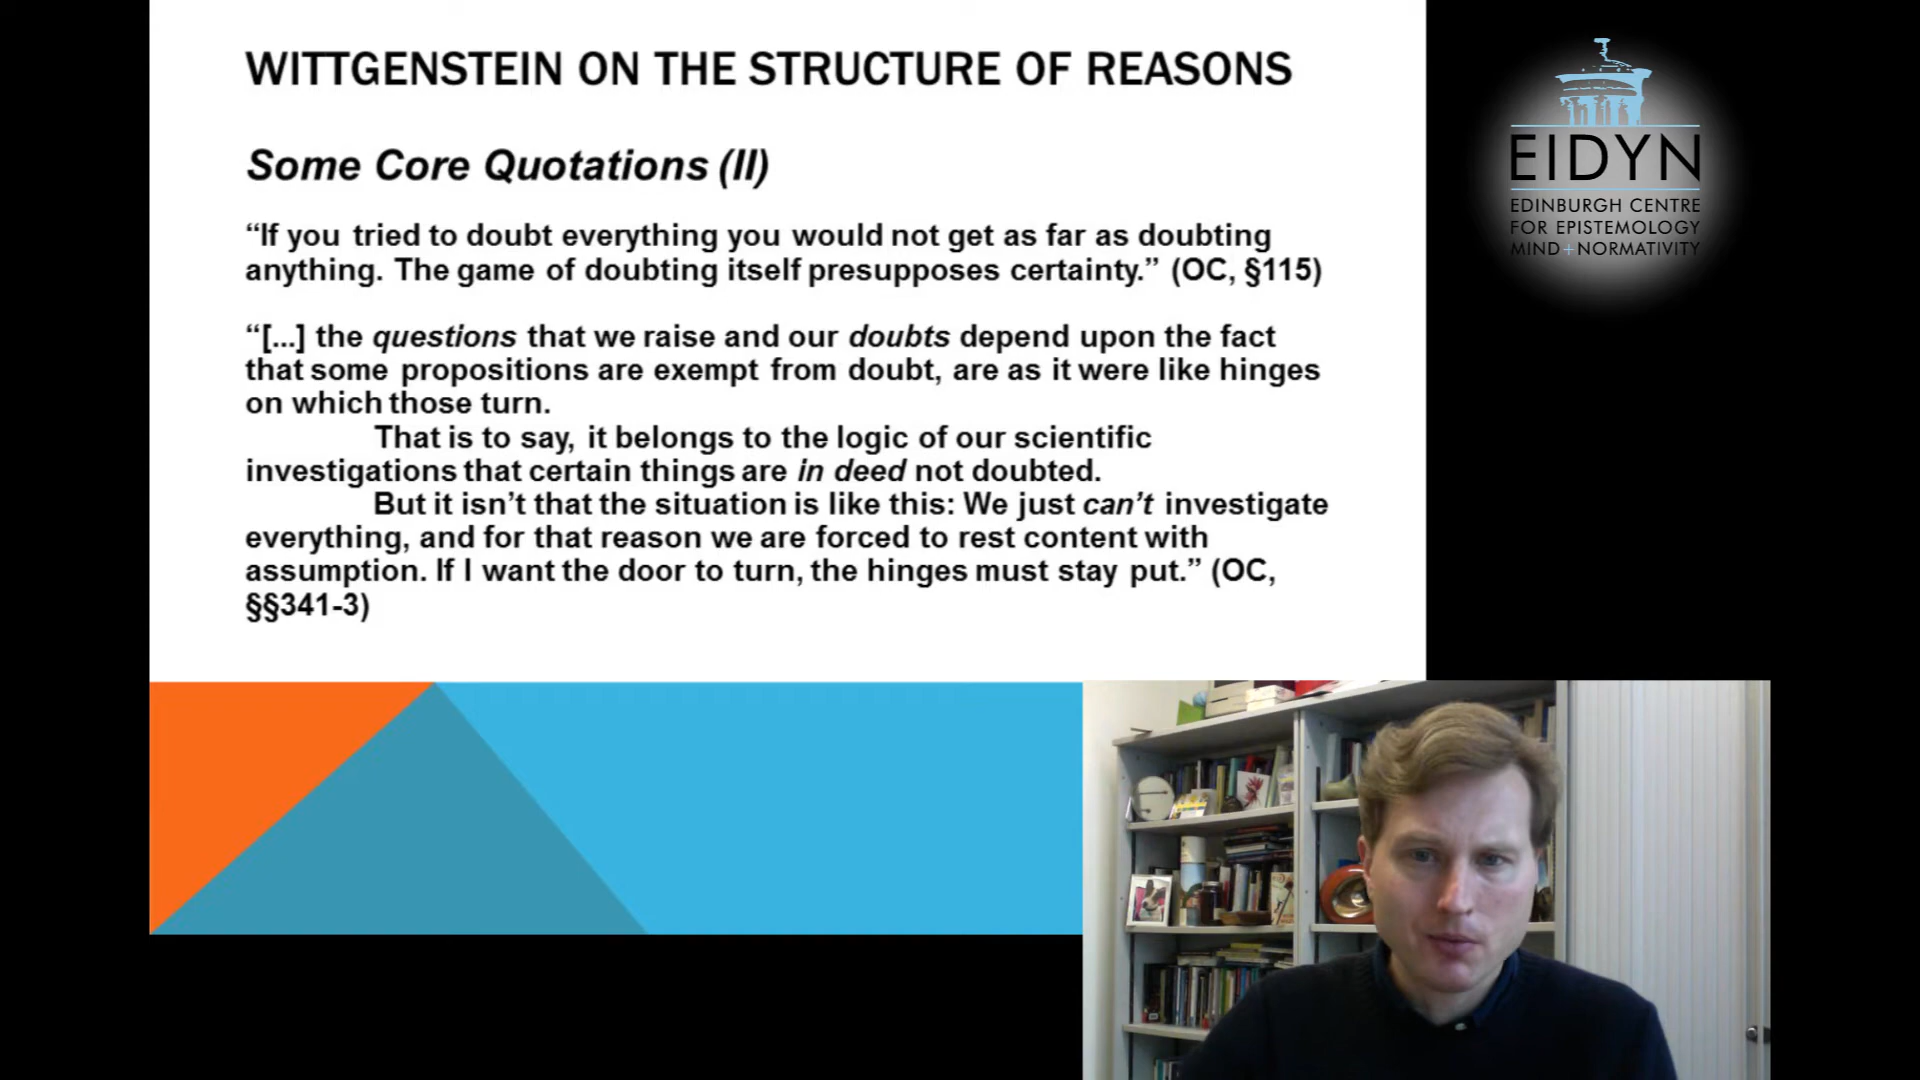 WITTGENSTEIN ON THE STRUCTURE OF REASONS
Some Core Quotations (II)
“If you tried to doubt everything you would not get as far as doubting
anything. The game of doubting itself presupposes certainty.” (OC, §115)
“[...] the questions that we raise and our doubts depend upon the fact
that some propositions are exempt from doubt, are as it were like hinges
on which those turn.
That is to say, it belongs to the logic of our scientific
investigations that certain things are in deed not doubted.
But it isn’t that the situation is like this: We just can’t investigate
everything, and for that reason we are forced to rest content with
assumption. If I want the door to turn, the hinges must stay put.” (OC,
§§341-3)
EIDYN
EDINBURGH CENTRE
FOR EPISTEMOLOGY
MIND+NORMATIVITY